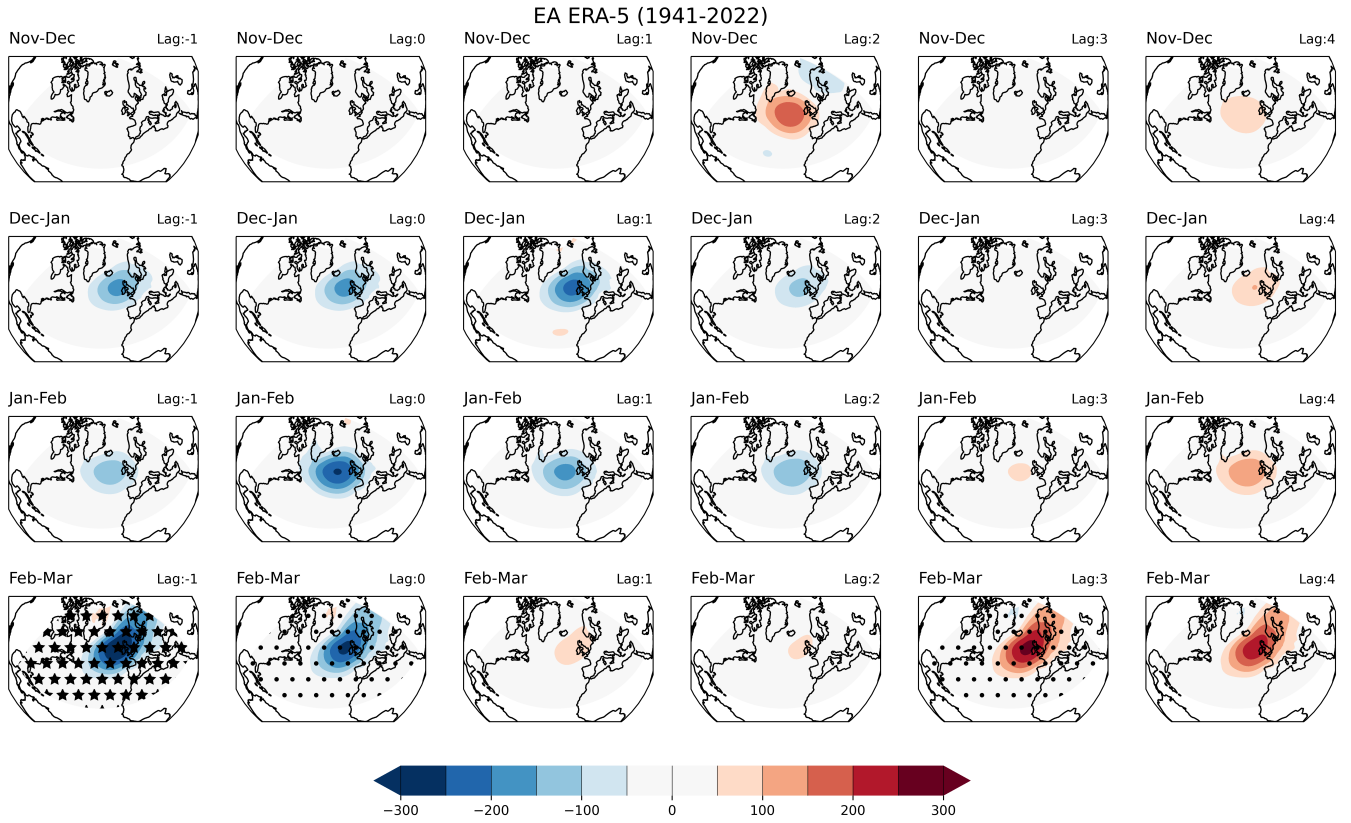 EA ERA-5 (1941-2022)
Nov-Dec Lag:-1 Nov-Dec Lag:0 Nov-Dec Lag:1 Nov-Dec Lag:2 Nov-Dec Lag:3 Nov-Dec Lag:4
Dec-Jan Lag:-1 Dec-Jan Lag:0 Dec-Jan Lag:1 Dec-Jan Lag:2 Dec-Jan Lag:3 Dec-Jan Lag:4
Jan-Feb Lag:-1 Jan-Feb Lag:0 Jan-Feb Lag:1 Jan-Feb Lag:2 Jan-Feb Lag:3 Jan-Feb Lag:4
Feb-Mar Lag:-1 Feb-Mar Lag:0 Feb-Mar Lag:1 Feb-Mar Lag:2 Feb-Mar Lag:3 Feb-Mar Lag:4
−300 −200 −100 0 100 200 300